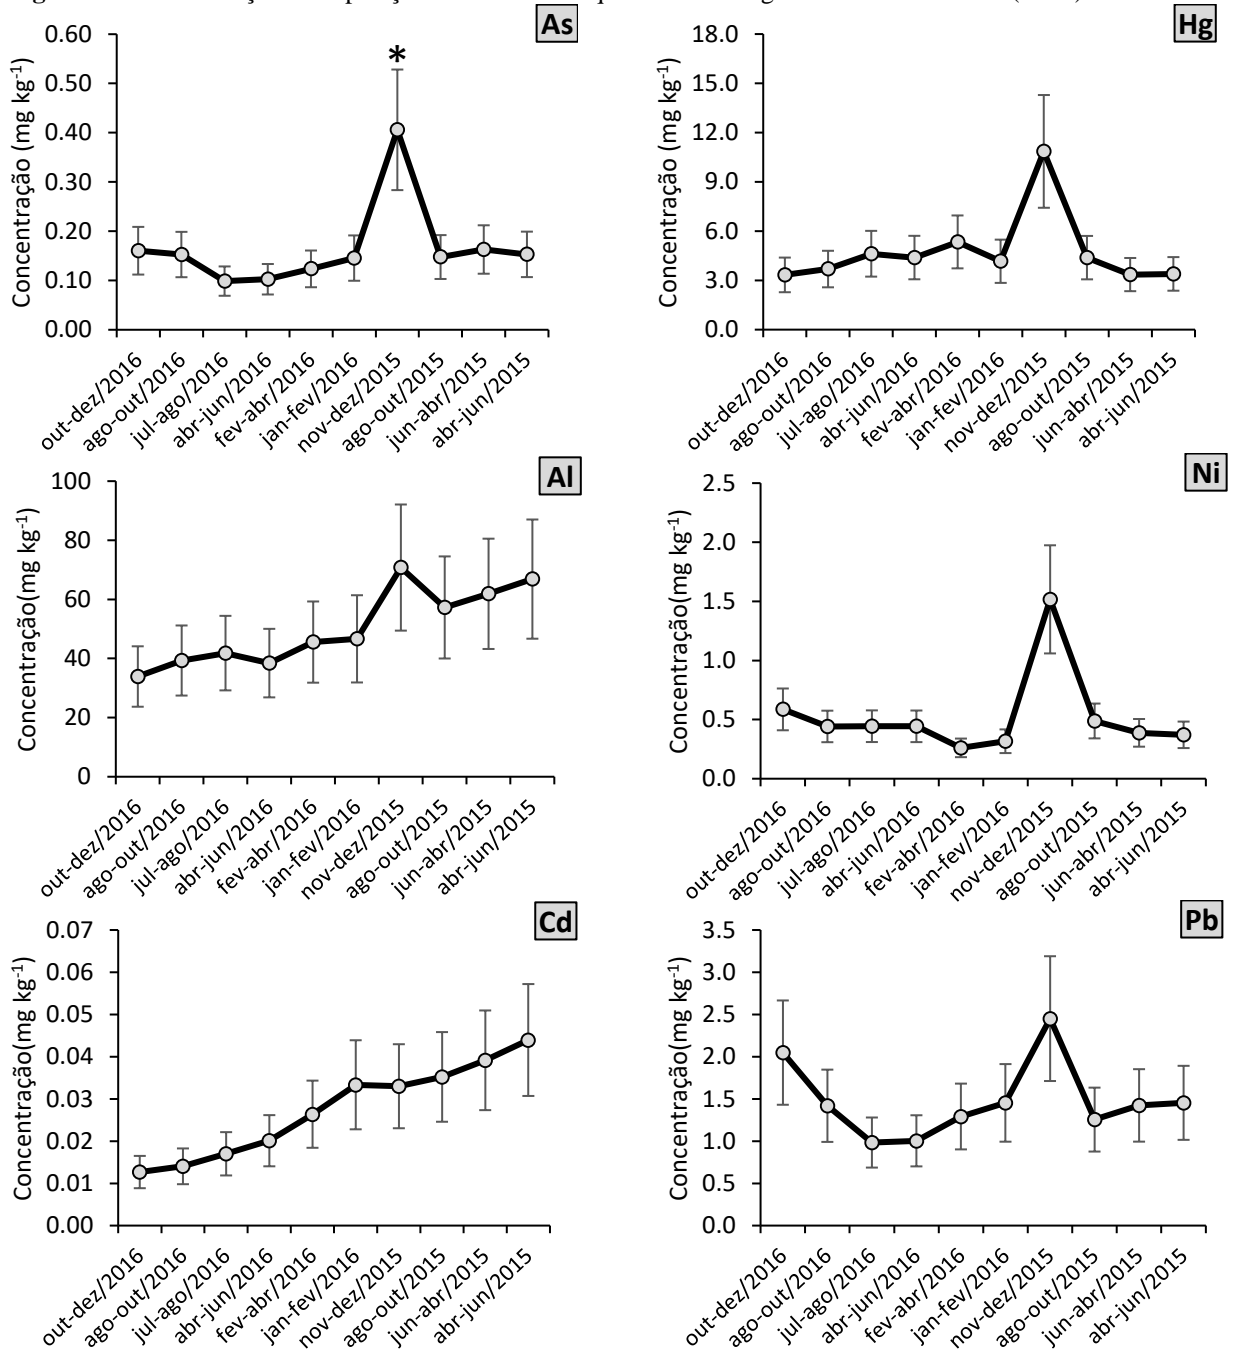 As
Concentração (mg kg-1)
0.60
0.50
0.40
0.30
0.20
0.10
0.00
*
out-dez/2016
ago-out/2016
jul-ago/2016
abr-jun/2016
fev-abr/2016
jan-fev/2016
nov-dez/2015
ago-out/2015
jun-abr/2015
abr-jun/2015
Hg
Concentração (mg kg-1)
18.0
15.0
12.0
9.0
6.0
3.0
0.0
out-dez/2016
ago-out/2016
jul-ago/2016
abr-jun/2016
fev-abr/2016
jan-fev/2016
nov-dez/2015
ago-out/2015
jun-abr/2015
abr-jun/2015
Al
Concentração(mg kg-1)
100
80
60
40
20
0
out-dez/2016
ago-out/2016
jul-ago/2016
abr-jun/2016
fev-abr/2016
jan-fev/2016
nov-dez/2015
ago-out/2015
jun-abr/2015
abr-jun/2015
Ni
Concentração(mg kg-1)
2.5
2.0
1.5
1.0
0.5
0.0
out-dez/2016
ago-out/2016
jul-ago/2016
abr-jun/2016
fev-abr/2016
jan-fev/2016
nov-dez/2015
ago-out/2015
jun-abr/2015
abr-jun/2015
Cd
Concentração(mg kg-1)
0.07
0.06
0.05
0.04
0.03
0.02
0.01
0.00
out-dez/2016
ago-out/2016
jul-ago/2016
abr-jun/2016
fev-abr/2016
jan-fev/2016
nov-dez/2015
ago-out/2015
jun-abr/2015
abr-jun/2015
Pb
Concentração(mg kg-1)
3.5
3.0
2.5
2.0
1.5
1.0
0.5
0.0
out-dez/2016
ago-out/2016
jul-ago/2016
abr-jun/2016
fev-abr/2016
jan-fev/2016
nov-dez/2015
ago-out/2015
jun-abr/2015
abr-jun/2015